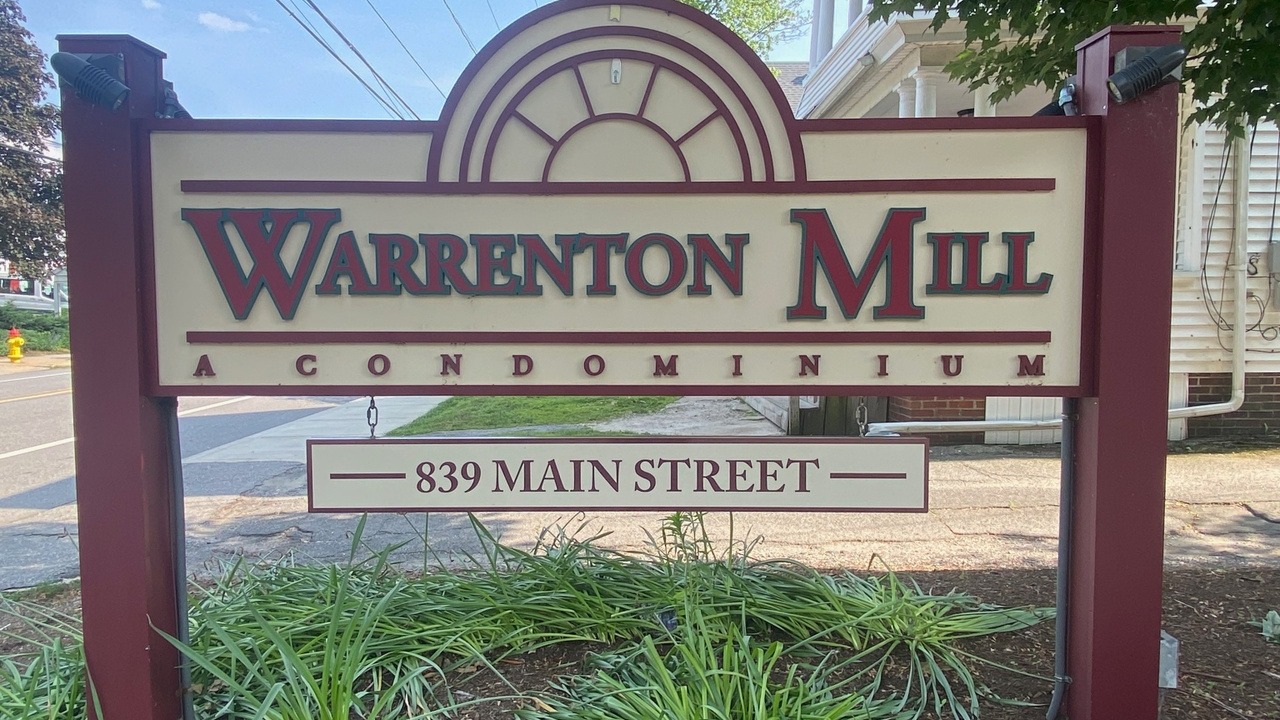 WARRENTON MILL
A CONDOMINIUM
839 MAIN STREET